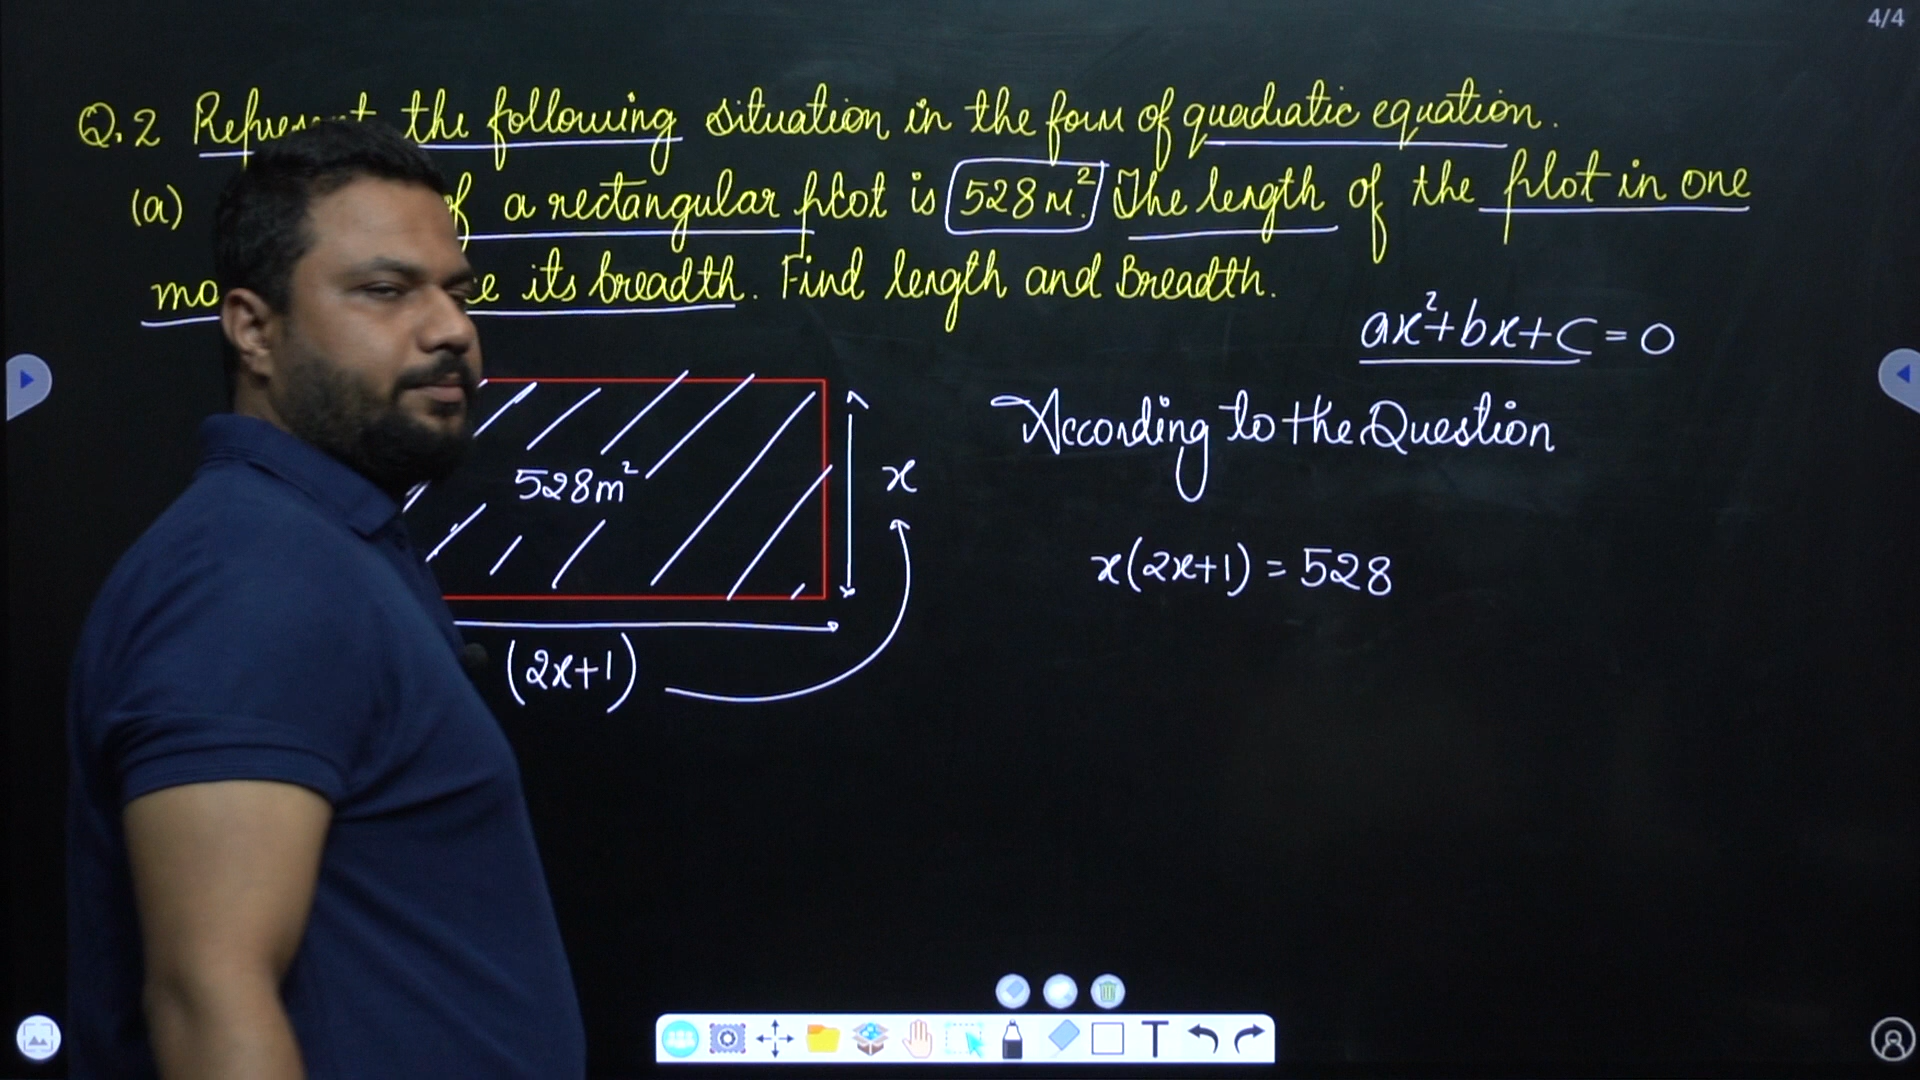 4/4
Q.2 the following situation in the form of quadratic equation.
(a) of a rectangular plot is 528 m². The length of the plot in one
its breadth. Find length and Breadth.
ax²+bx+c=0
According to the Question
528m²
x
x(2x+1)=528
(2x+1)
T